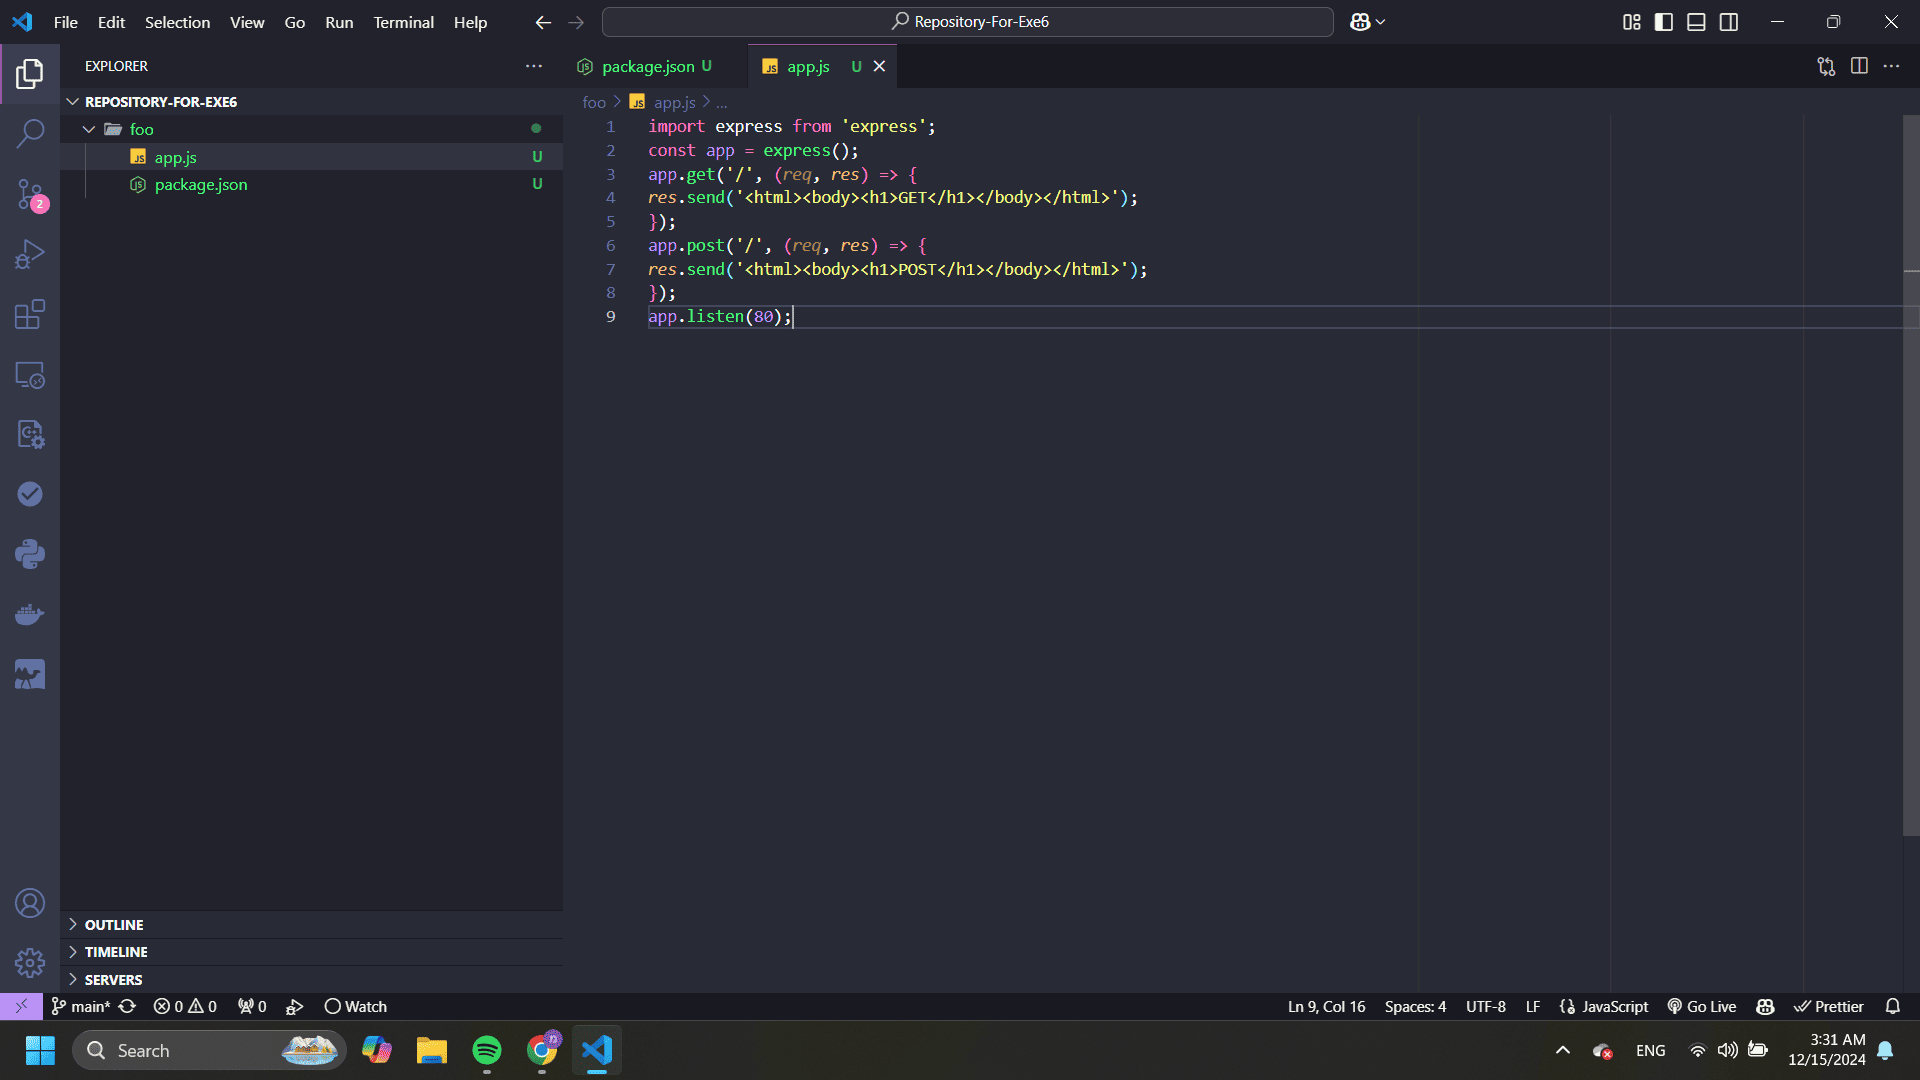 File Edit Selection View Go Run Terminal Help
Repository-For-Exe6
EXPLORER
package.json U
app.js U
REPOSITORY-FOR-EXE6
foo
app.js U
package.json U
foo > app.js > ...
1 import express from 'express';
2 const app = express();
3 app.get('/', (req, res) => {
4 res.send('<html><body><h1>GET</h1></body></html>');
5 });
6 app.post('/', (req, res) => {
7 res.send('<html><body><h1>POST</h1></body></html>');
8 });
9 app.listen(80);
2
OUTLINE
TIMELINE
SERVERS
main* 0 0 0 Watch
Ln 9, Col 16 Spaces: 4 UTF-8 LF JavaScript Go Live Prettier
Search
ENG
3:31 AM
12/15/2024